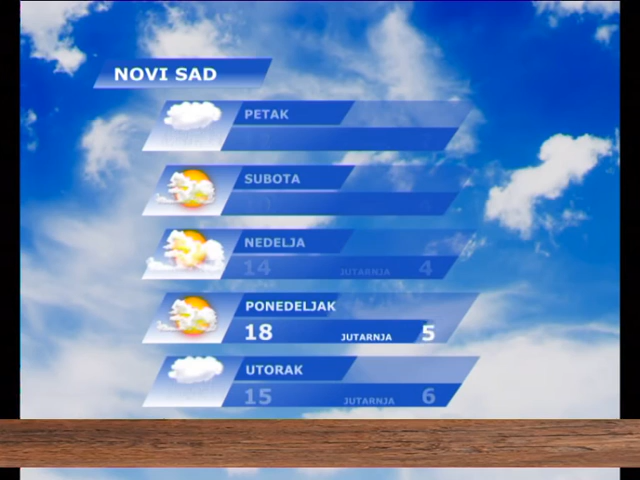 NOVI SAD
PETAK
SUBOTA
NEDELJA
14 JUTARNJA 4
PONEDELJAK
18 JUTARNJA 5
UTORAK
15 JUTARNJA 6